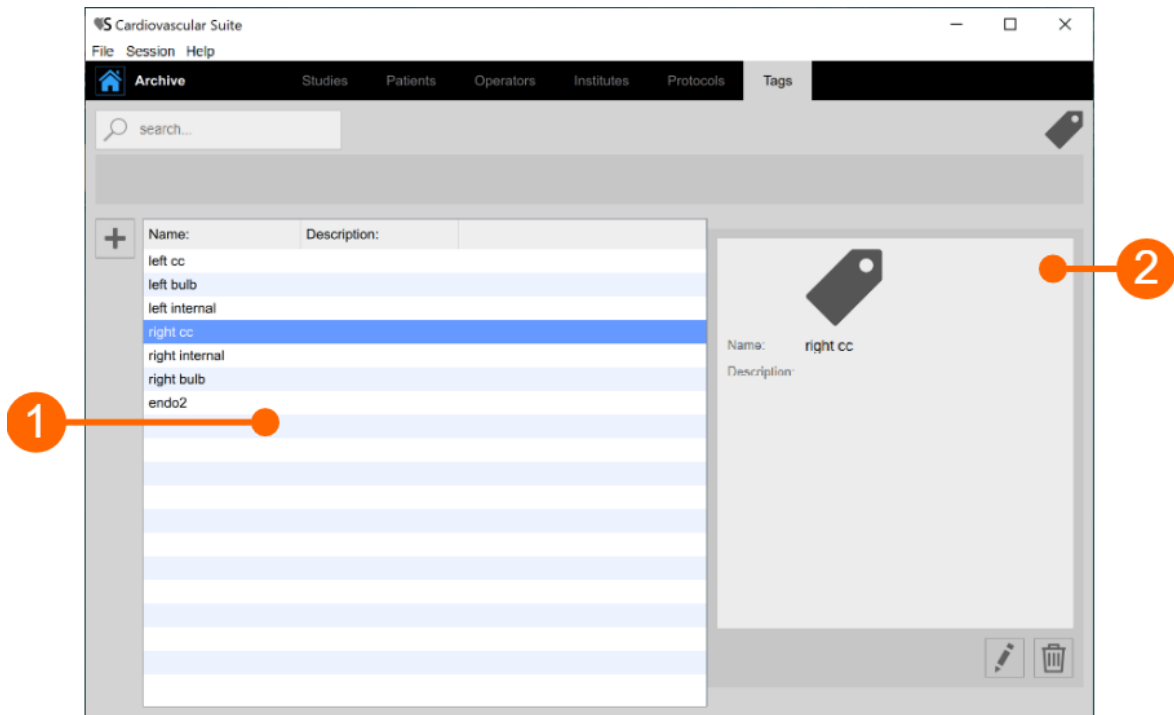 S Cardiovascular Suite
File Session Help
Archive Studies Patients Operators Institutes Protocols Tags
search...
Name: Description:
left cc
left bulb
left internal
right cc
right internal
right bulb
endo2
1
2
Name: right cc
Description: